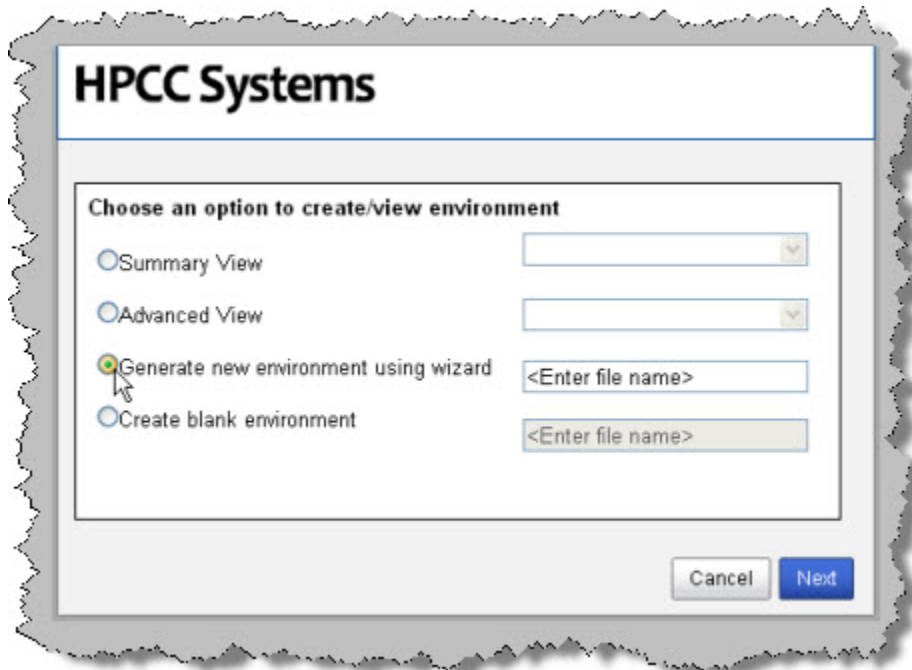 HPCC Systems
Choose an option to create/view environment
Summary View
Advanced View
Generate new environment using wizard
<Enter file name>
Create blank environment
<Enter file name>
Cancel
Next